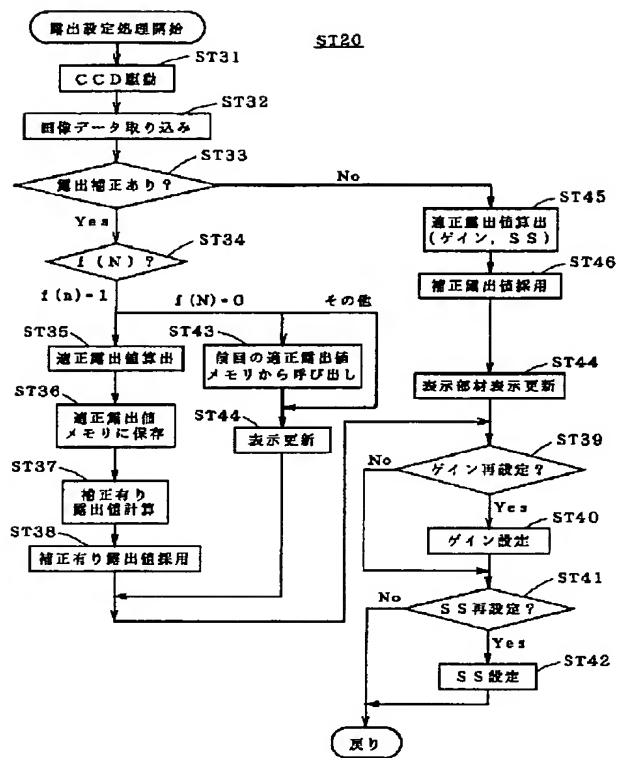 露出設定処理開始
ST20
ST31
CCD駆動
ST32
画像データ取り込み
ST33
露出補正あり?
No
Yes
ST34
f(N)?
f(n)=1
f(N)=0
その他
ST35
適正露出値算出
ST36
適正露出値
メモリに保存
ST37
補正有り
露出値計算
ST38
補正有り露出値採用
ST43
前回の適正露出値
メモリから呼び出し
ST44
表示更新
ST45
適正露出値算出
(ゲイン,SS)
ST46
補正露出値採用
ST44
表示部材表示更新
ST39
ゲイン再設定?
No
Yes
ST40
ゲイン設定
ST41
SS再設定?
No
Yes
ST42
SS設定
戻り